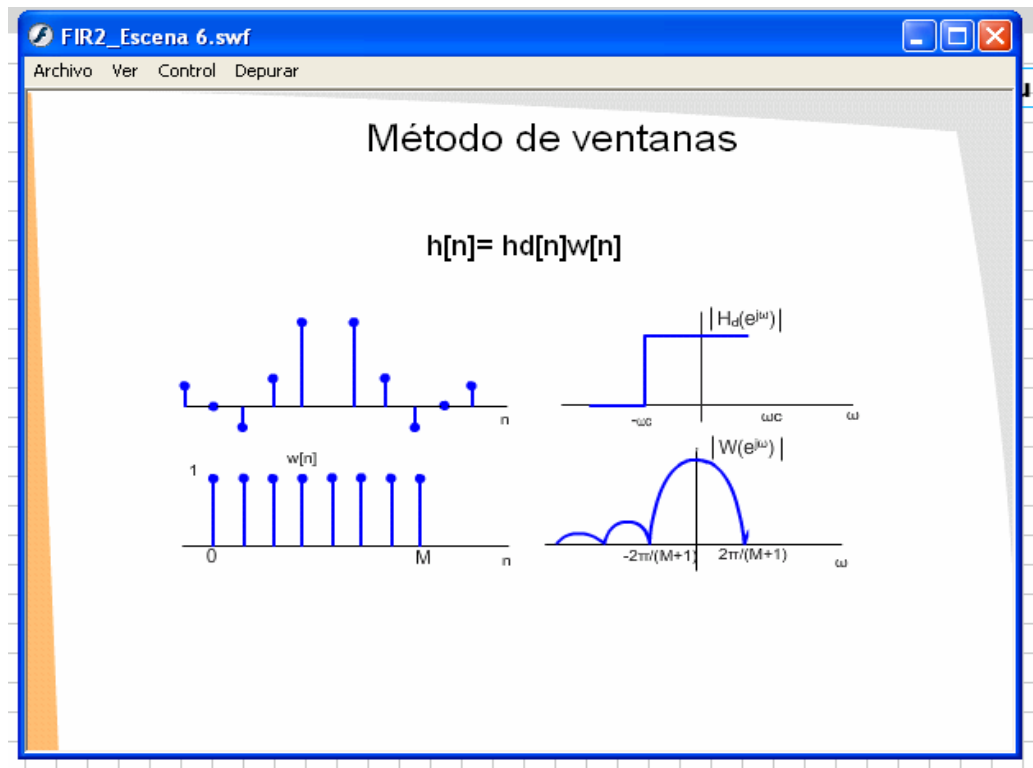 FIR2_Escena 6.swf
Archivo Ver Control Depurar
Método de ventanas
h[n]= hd[n]w[n]
|Hd(e^jω)|
n
-ωc
ωc
ω
w[n]
|W(e^jω)|
1
0
M
n
-2π/(M+1)
2π/(M+1)
ω